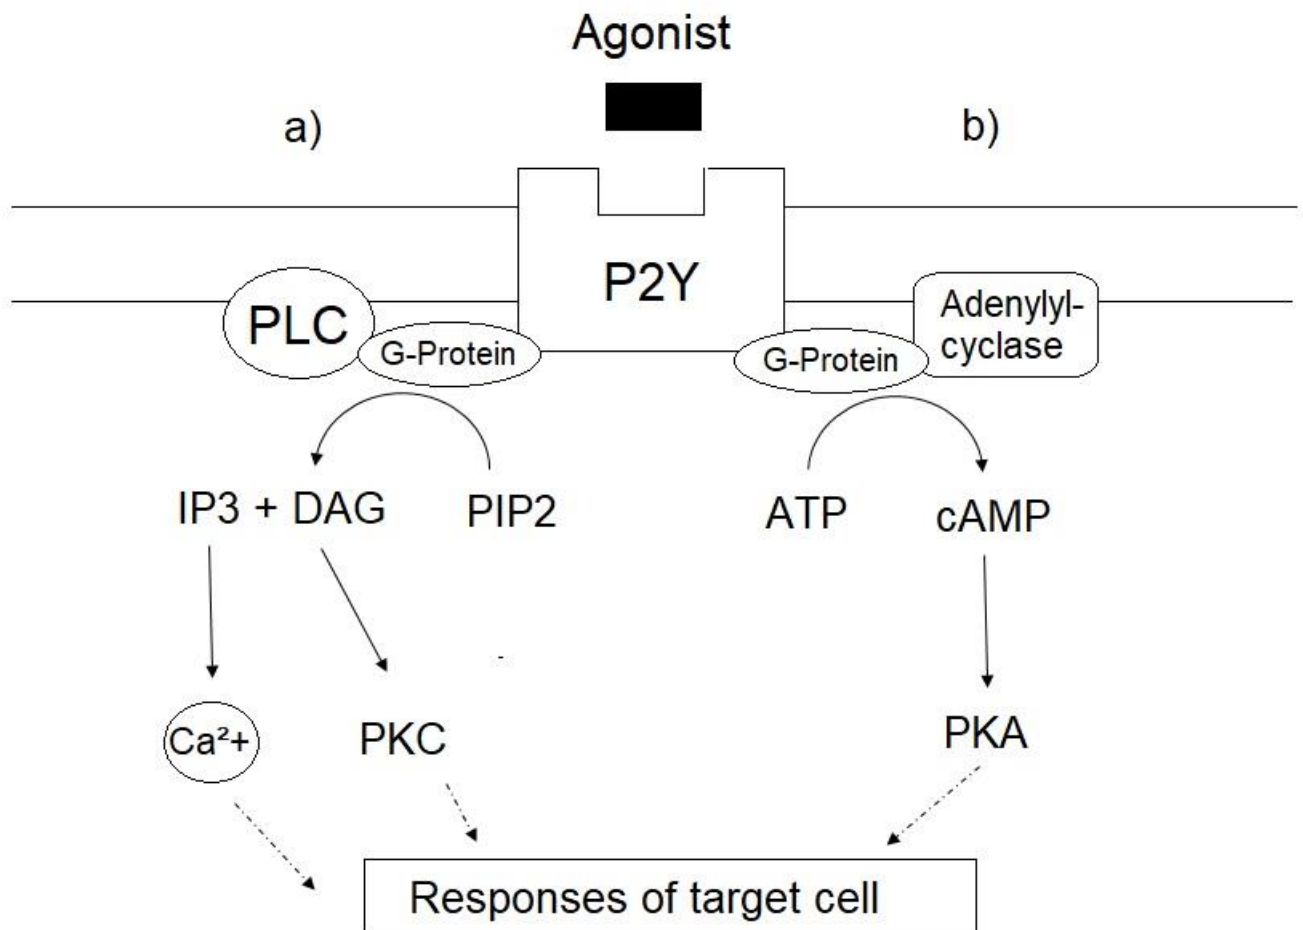 Agonist
a)
b)
P2Y
PLC
G-Protein
G-Protein
Adenylyl-
cyclase
IP3 + DAG
PIP2
ATP
cAMP
Ca²+
PKC
PKA
Responses of target cell